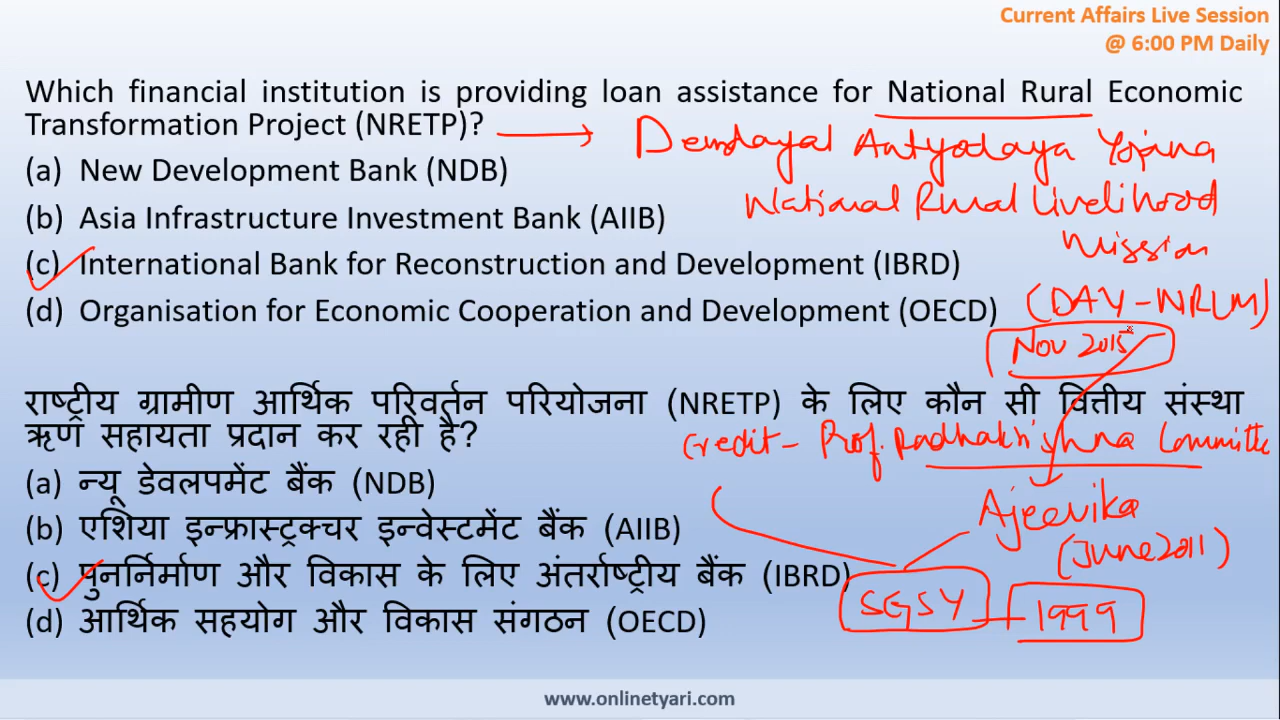 Current Affairs Live Session
@ 6:00 PM Daily
Which financial institution is providing loan assistance for National Rural Economic
Transformation Project (NRETP)?
Deendayal Antyodaya Yojana
(a) New Development Bank (NDB)
National Rural Livelihood
(b) Asia Infrastructure Investment Bank (AIIB)
Mission
(c) International Bank for Reconstruction and Development (IBRD)
(d) Organisation for Economic Cooperation and Development (OECD)
(DAY-NRLM)
Nov 2015
राष्ट्रीय ग्रामीण आर्थिक परिवर्तन परियोजना (NRETP) के लिए कौन सी वित्तीय संस्था
ऋण सहायता प्रदान कर रही है?
Credit- Prof. Radhakrishna Committe
(a) न्यू डेवलपमेंट बैंक (NDB)
Ajeevika
(b) एशिया इन्फ्रास्ट्रक्चर इन्वेस्टमेंट बैंक (AIIB)
(June 2011)
(c) पुनर्निर्माण और विकास के लिए अंतर्राष्ट्रीय बैंक (IBRD)
SGSY 1999
(d) आर्थिक सहयोग और विकास संगठन (OECD)
www.onlinetyari.com